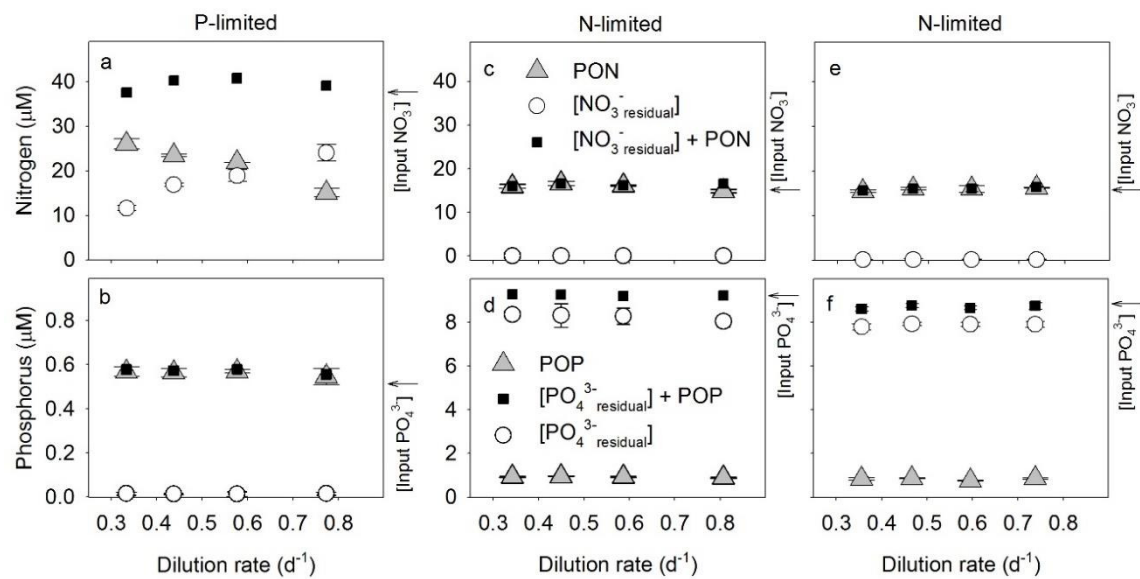 P-limited
N-limited
N-limited
Nitrogen (µM)
40
30
20
10
0
a
[Input NO3-]
c
PON
[NO3- residual]
[NO3- residual] + PON
20
15
10
5
0
[Input NO3-]
e
[Input NO3-]
Phosphorus (µM)
0.8
0.6
0.4
0.2
0.0
b
[Input PO43-]
8
6
4
2
0
d
POP
[PO43- residual] + POP
[PO43- residual]
[Input PO43-]
f
[Input PO43-]
0.3 0.4 0.5 0.6 0.7 0.8
0.3 0.4 0.5 0.6 0.7 0.8
0.3 0.4 0.5 0.6 0.7 0.8
Dilution rate (d-1)
Dilution rate (d-1)
Dilution rate (d-1)